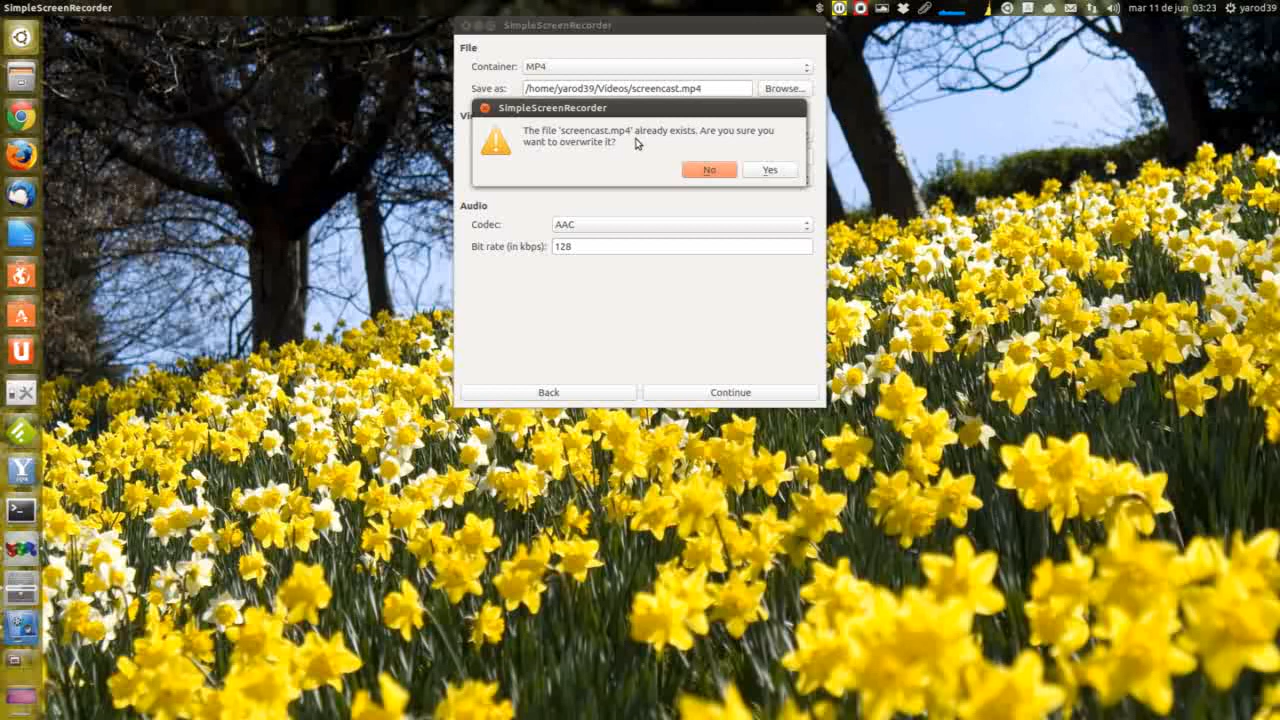 SimpleScreenRecorder
mar 11 de jun 03:23 yarod39
SimpleScreenRecorder
File
Container: MP4
Save as: /home/yarod39/Videos/screencast.mp4 Browse...
SimpleScreenRecorder
The file 'screencast.mp4' already exists. Are you sure you
want to overwrite it?
No Yes
Audio
Codec: AAC
Bit rate (in kbps): 128
Back Continue